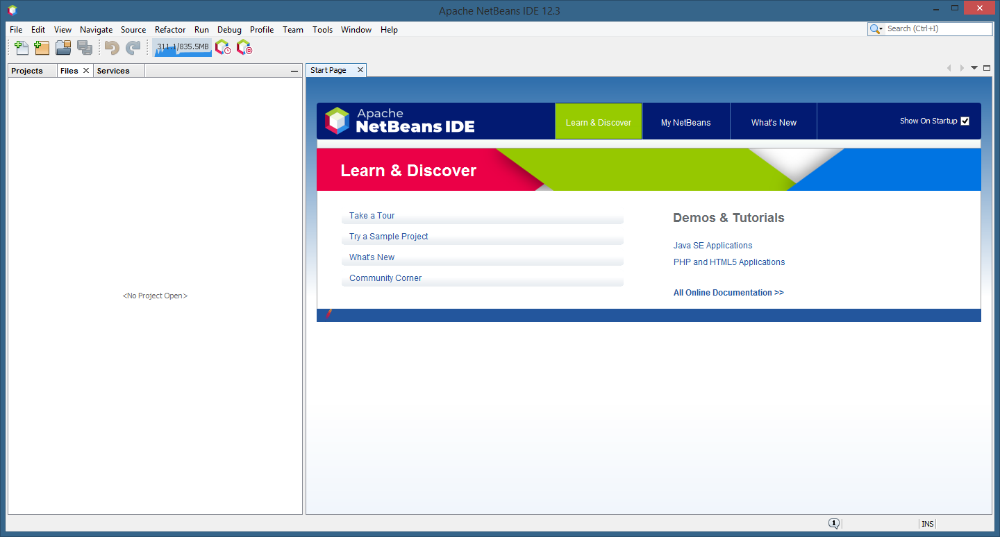 Apache NetBeans IDE 12.3
File Edit View Navigate Source Refactor Run Debug Profile Team Tools Window Help
Search (Ctrl+I)
311.1/835.5MB
Projects Files Services
Start Page
<No Project Open>
Apache
NetBeans IDE
Learn & Discover My NetBeans What's New Show On Startup
Learn & Discover
Take a Tour
Try a Sample Project
What's New
Community Corner
Demos & Tutorials
Java SE Applications
PHP and HTML5 Applications
All Online Documentation >>
1
INS